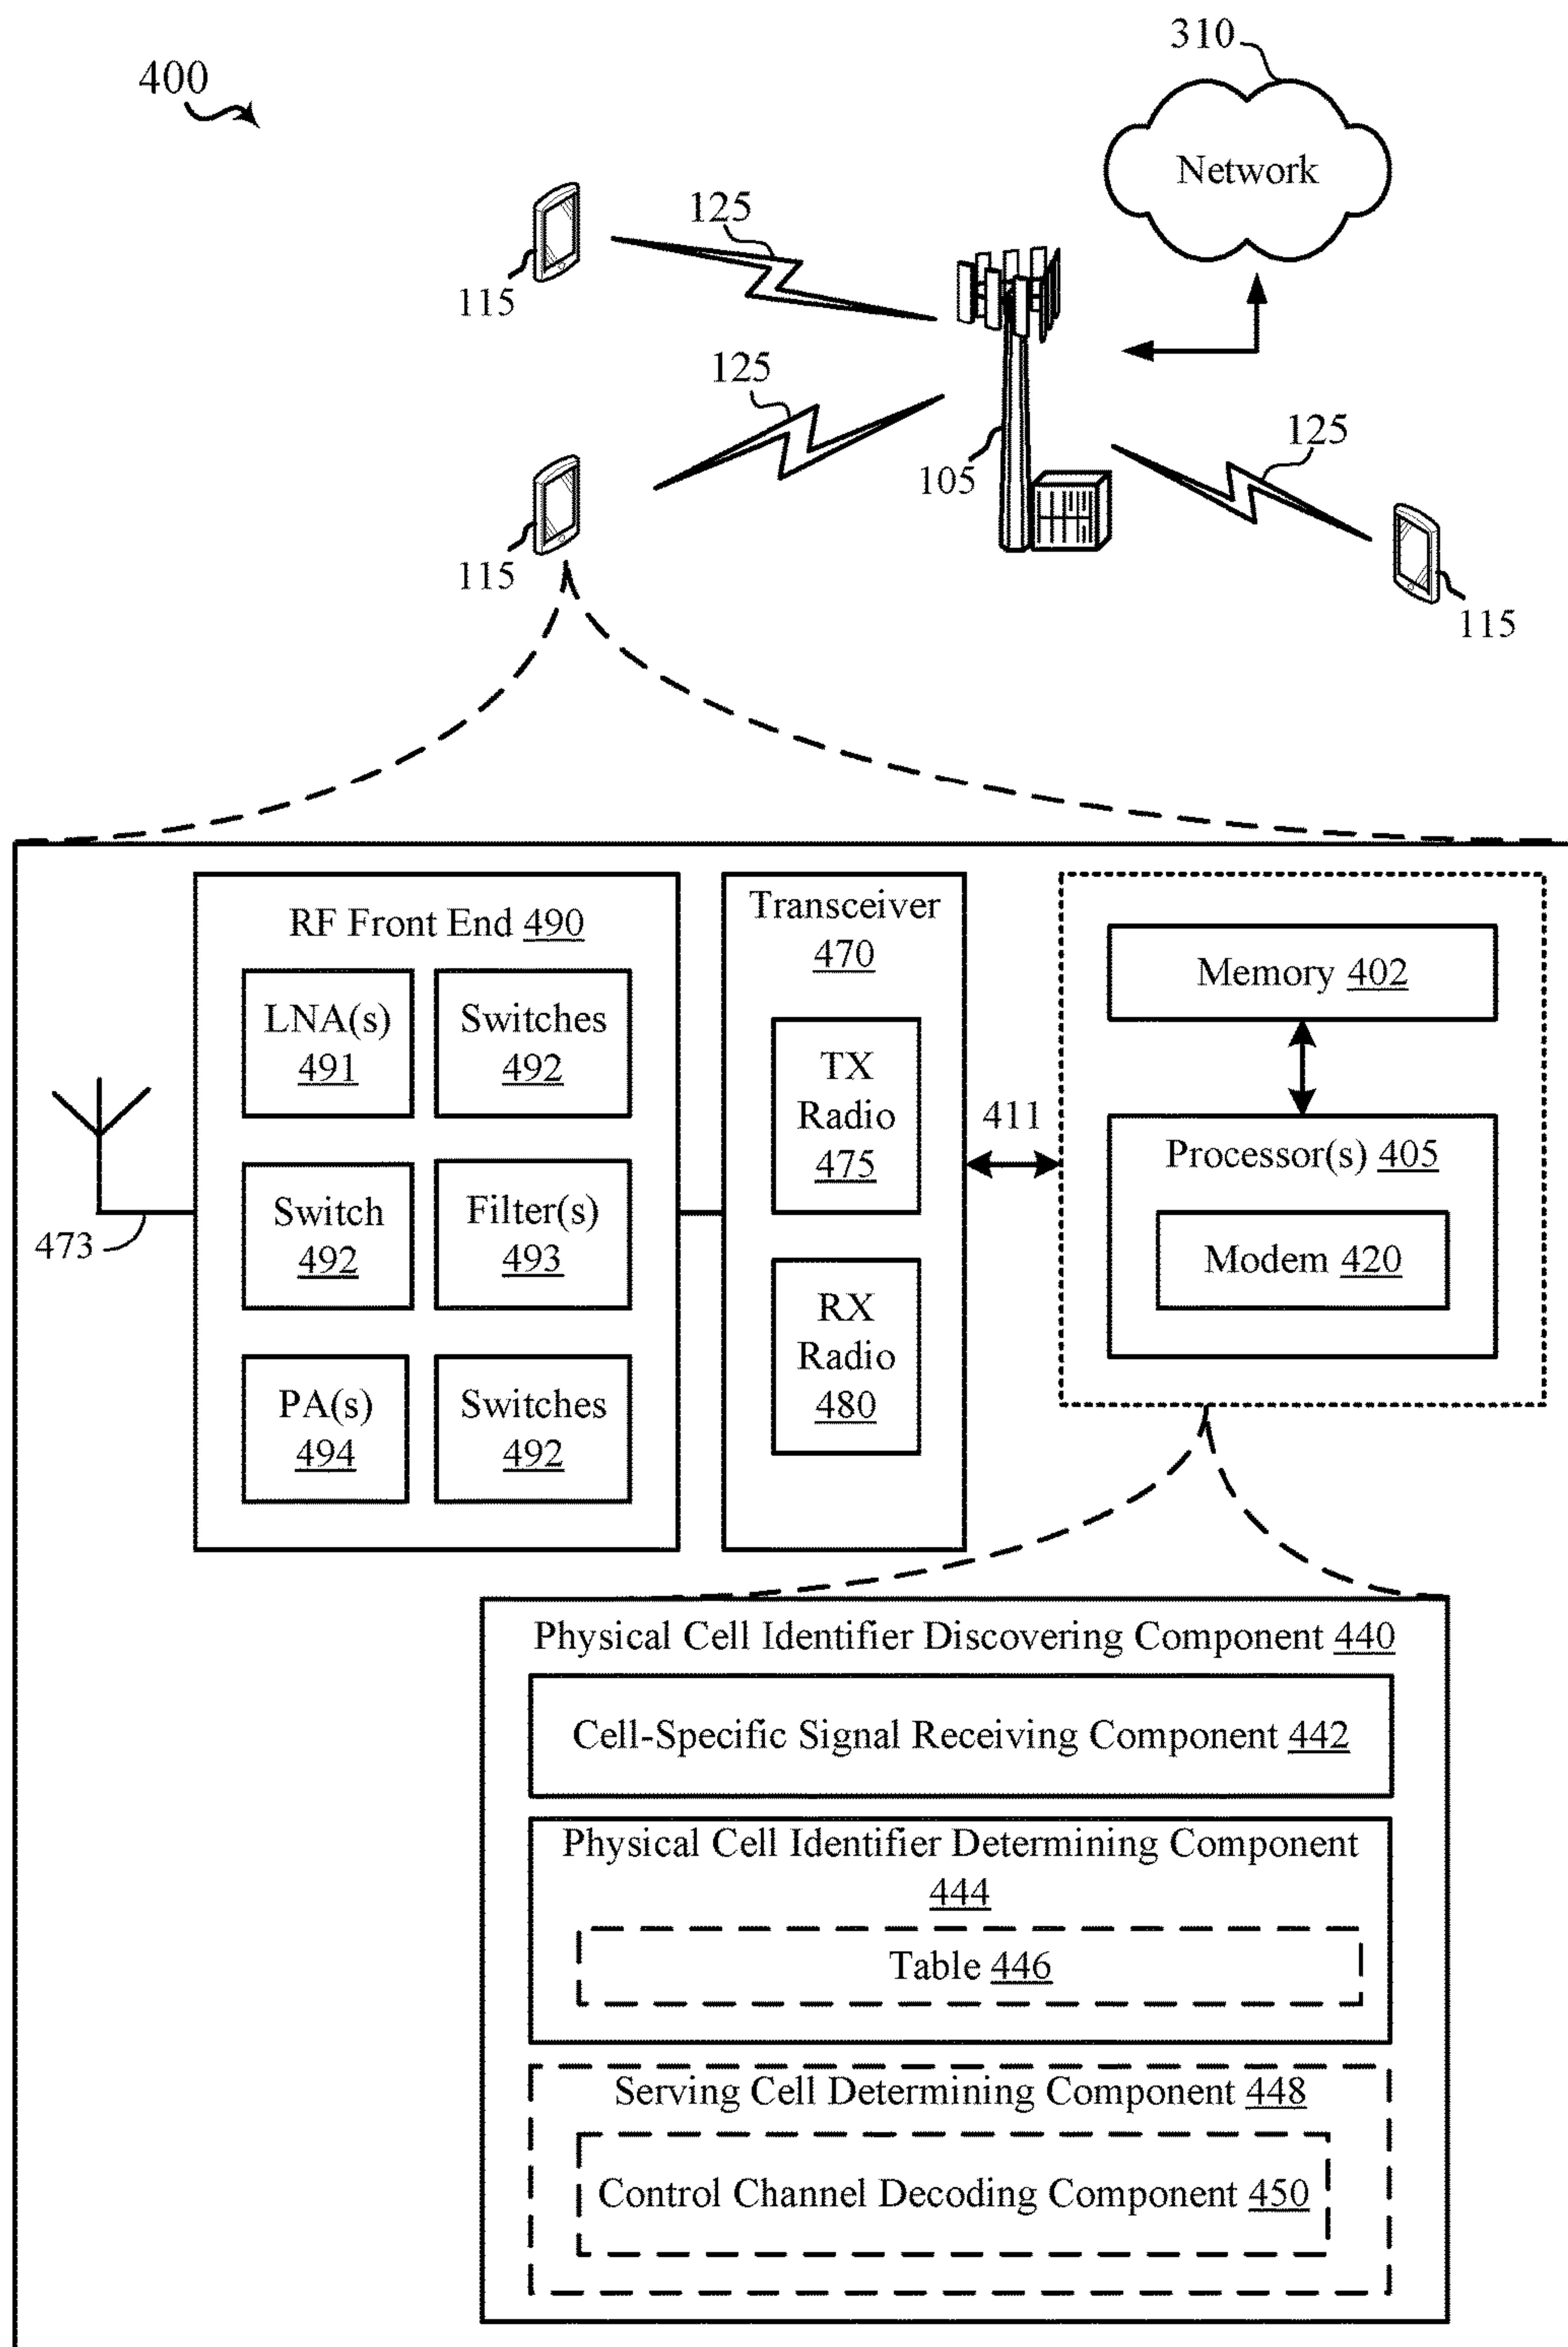 400
310
Network
125
115
125
105
125
115
115
RF Front End 490
LNA(s)
491
Switches
492
Switch
492
Filter(s)
493
PA(s)
494
Switches
492
473
Transceiver
470
TX
Radio
475
RX
Radio
480
411
Memory 402
Processor(s) 405
Modem 420
Physical Cell Identifier Discovering Component 440
Cell-Specific Signal Receiving Component 442
Physical Cell Identifier Determining Component
444
Table 446
Serving Cell Determining Component 448
Control Channel Decoding Component 450